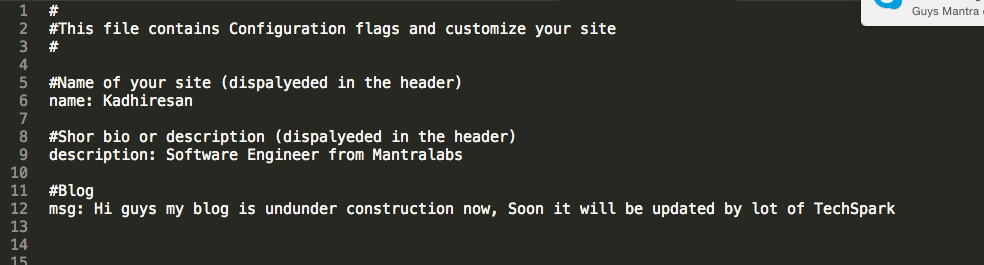 1 #
2 #This file contains Configuration flags and customize your site
3 #
4
5 #Name of your site (dispalyeded in the header)
6 name: Kadhiresan
7
8 #Shor bio or description (dispalyeded in the header)
9 description: Software Engineer from Mantralabs
10
11 #Blog
12 msg: Hi guys my blog is undunder construction now, Soon it will be updated by lot of TechSpark
13
14
15
Guys Mantra